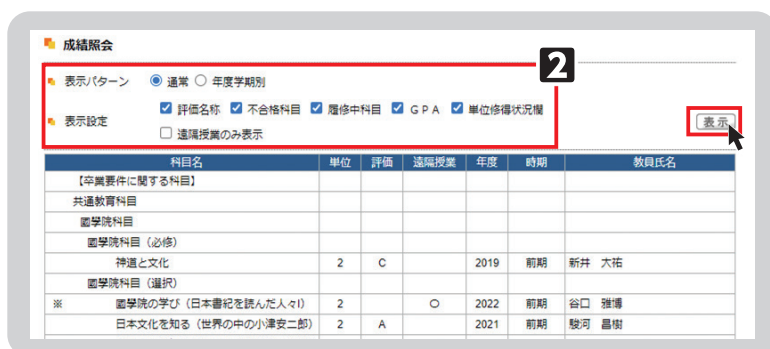 成績照会
2
表示パターン 通常 年度学期別
表示設定 評価名称 不合格科目 履修中科目 GPA 単位修得状況欄
遠隔授業のみ表示
表示
科目名 単位 評価 遠隔授業 年度 時期 教員氏名
【卒業要件に関する科目】
共通教育科目
國學院科目
國學院科目（必修）
神道と文化 2 C 2019 前期 新井 大祐
國學院科目（選択）
※ 國學院の学び（日本書紀を読んだ人々I） 2 ○ 2022 前期 谷口 雅博
日本文化を知る（世界の中の小津安二郎） 2 A 2021 前期 駿河 昌樹